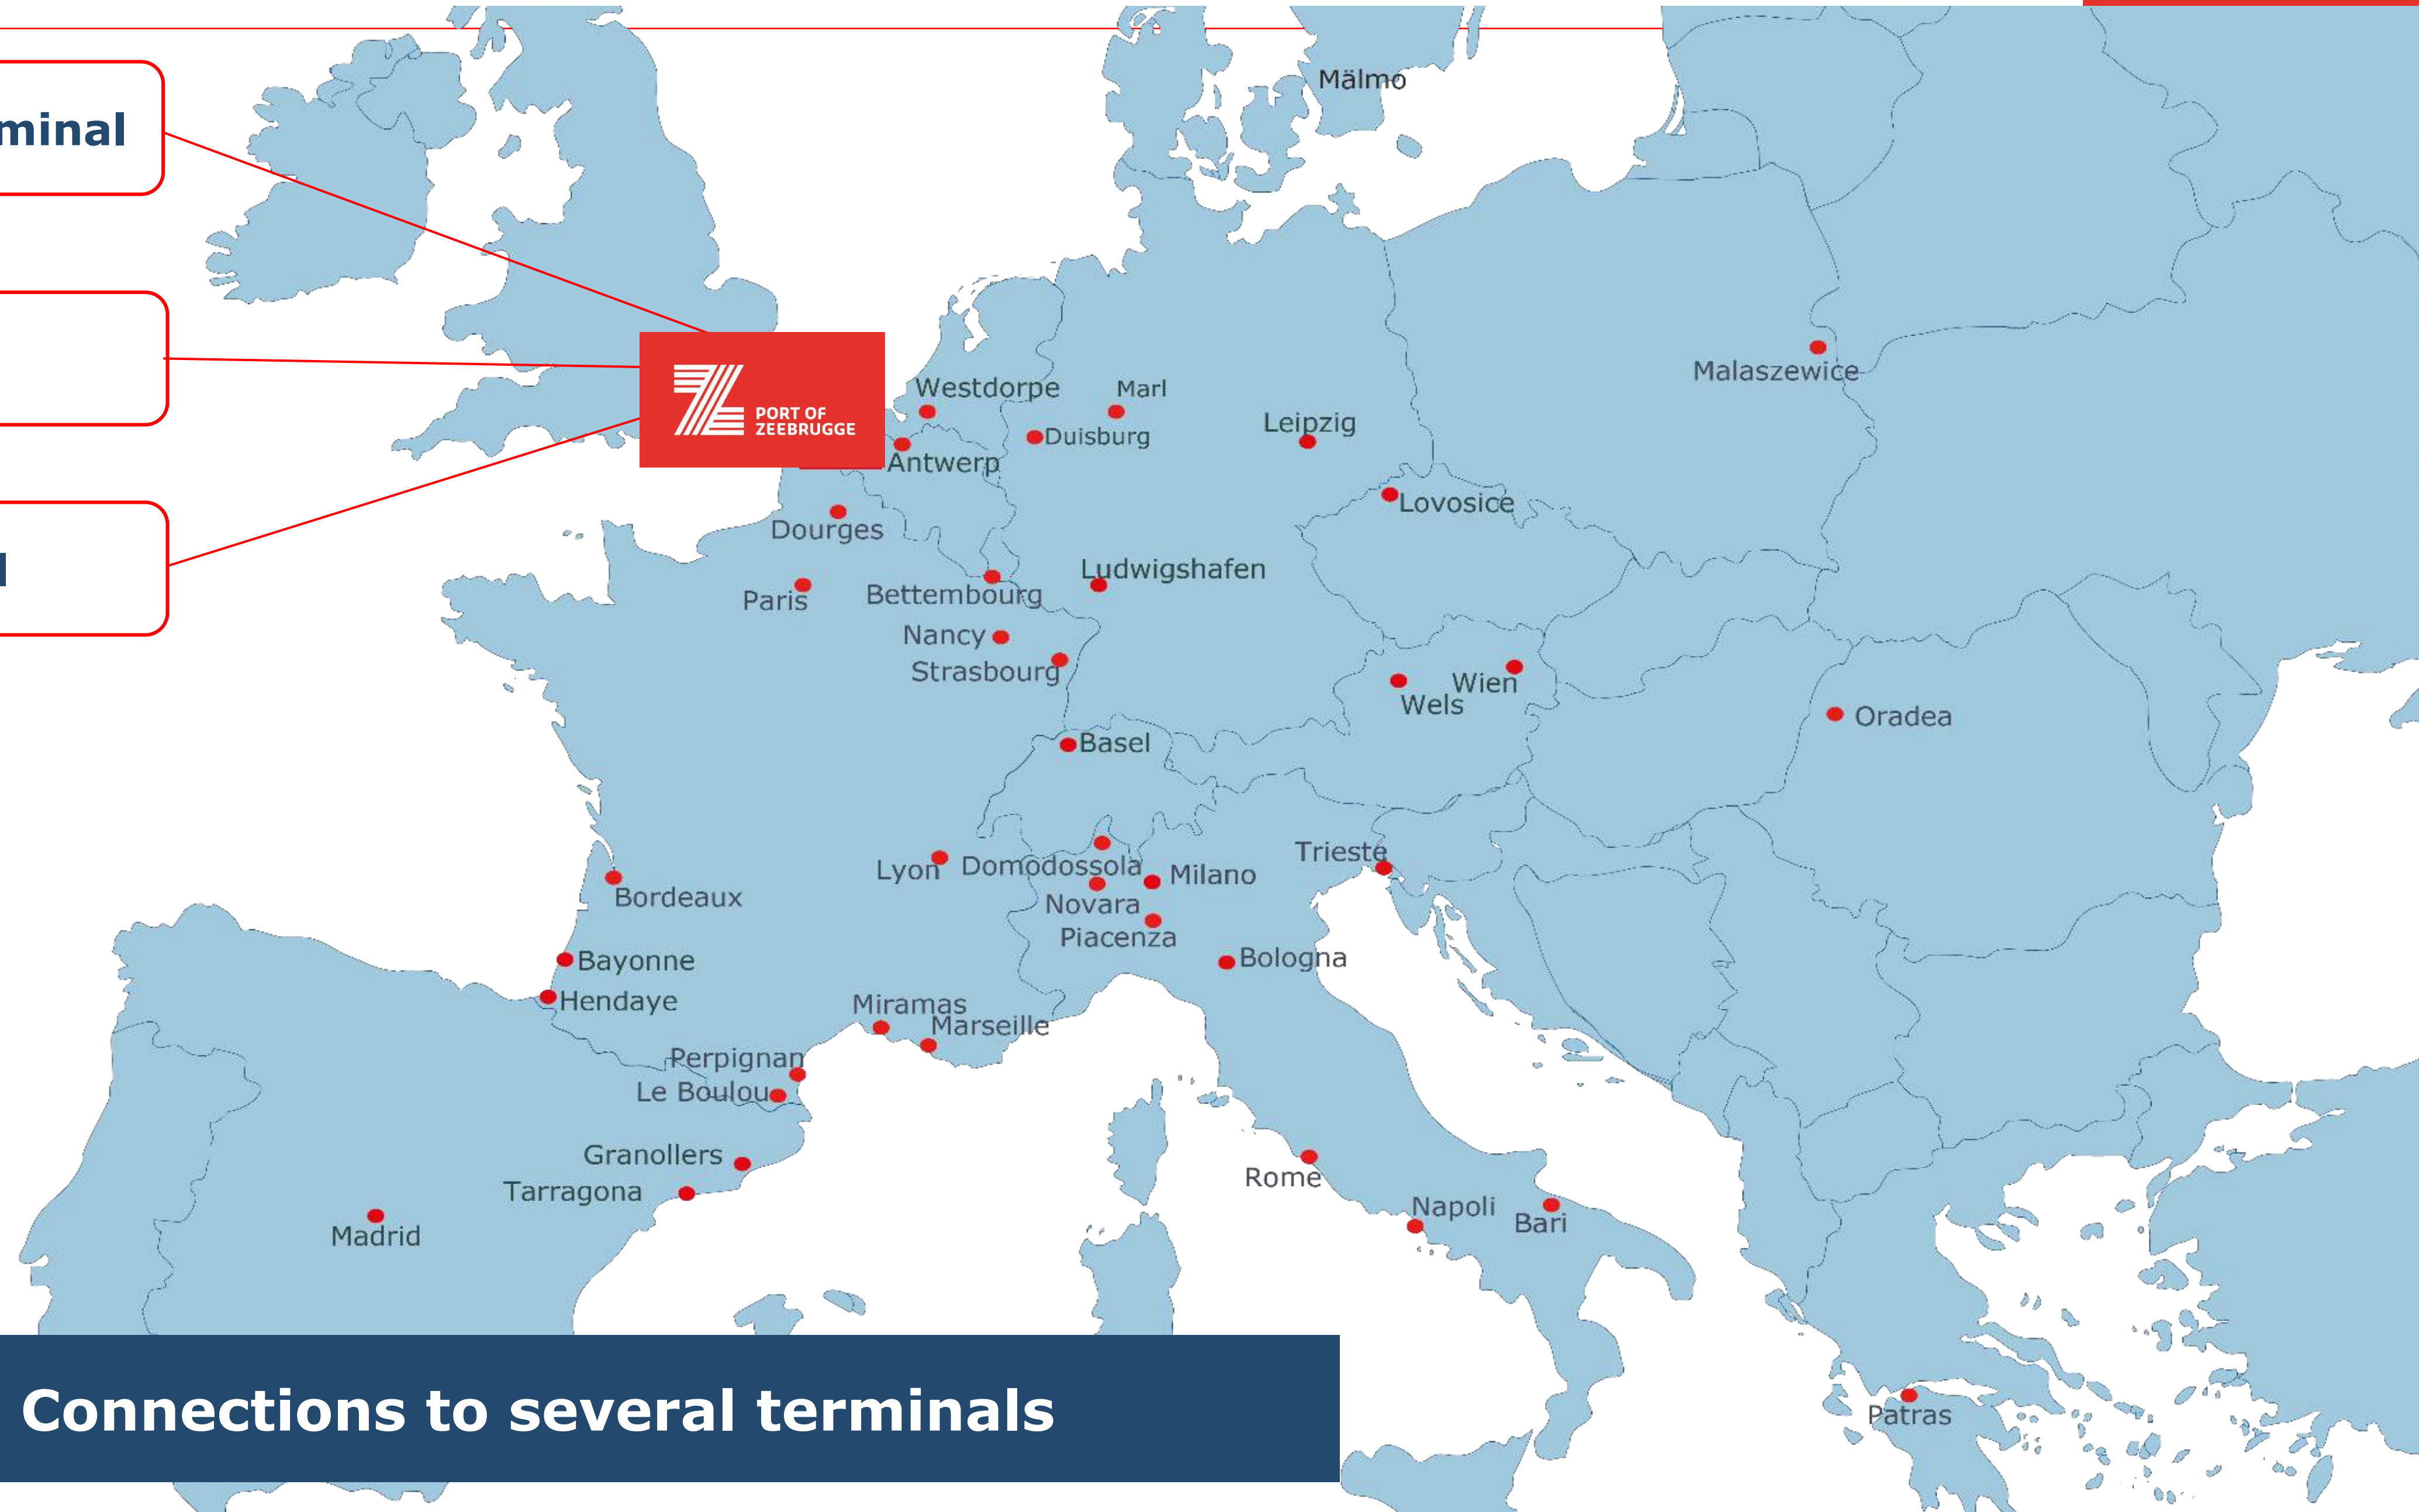 Mälmo
minal
PORT OF
ZEEBRUGGE
Malaszewice
Westdorpe
Marl
Leipzig
Duisburg
Antwerp
Lovosice
Dourges
Ludwigshafen
Paris
Bettembourg
Nancy
Strasbourg
Wien
Wels
Oradea
Basel
Trieste
Lyon
Domodossola
Milano
Bordeaux
Novara
Piacenza
Bayonne
Bologna
Hendaye
Miramas
Marseille
Perpignan
Le Boulou
Granollers
Rome
Tarragona
Napoli
Bari
Madrid
Connections to several terminals
Patras